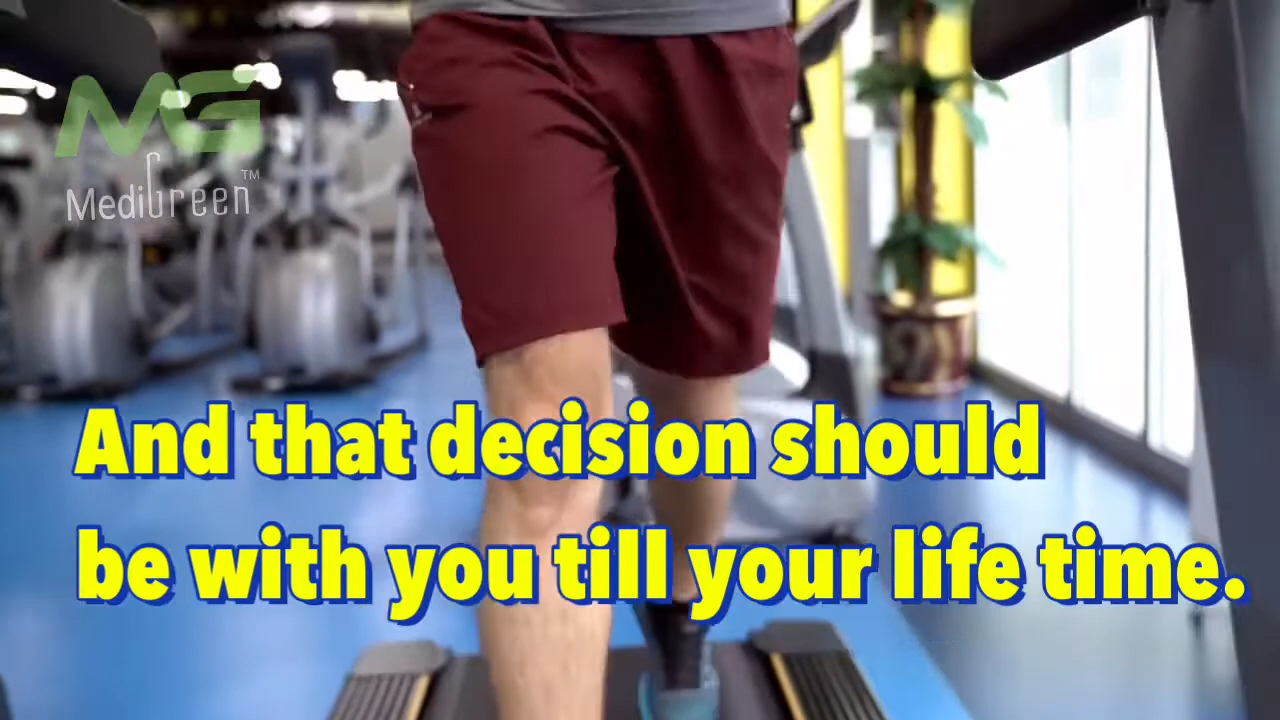 MG
MediGreen™
And that decision should
be with you till your life time.